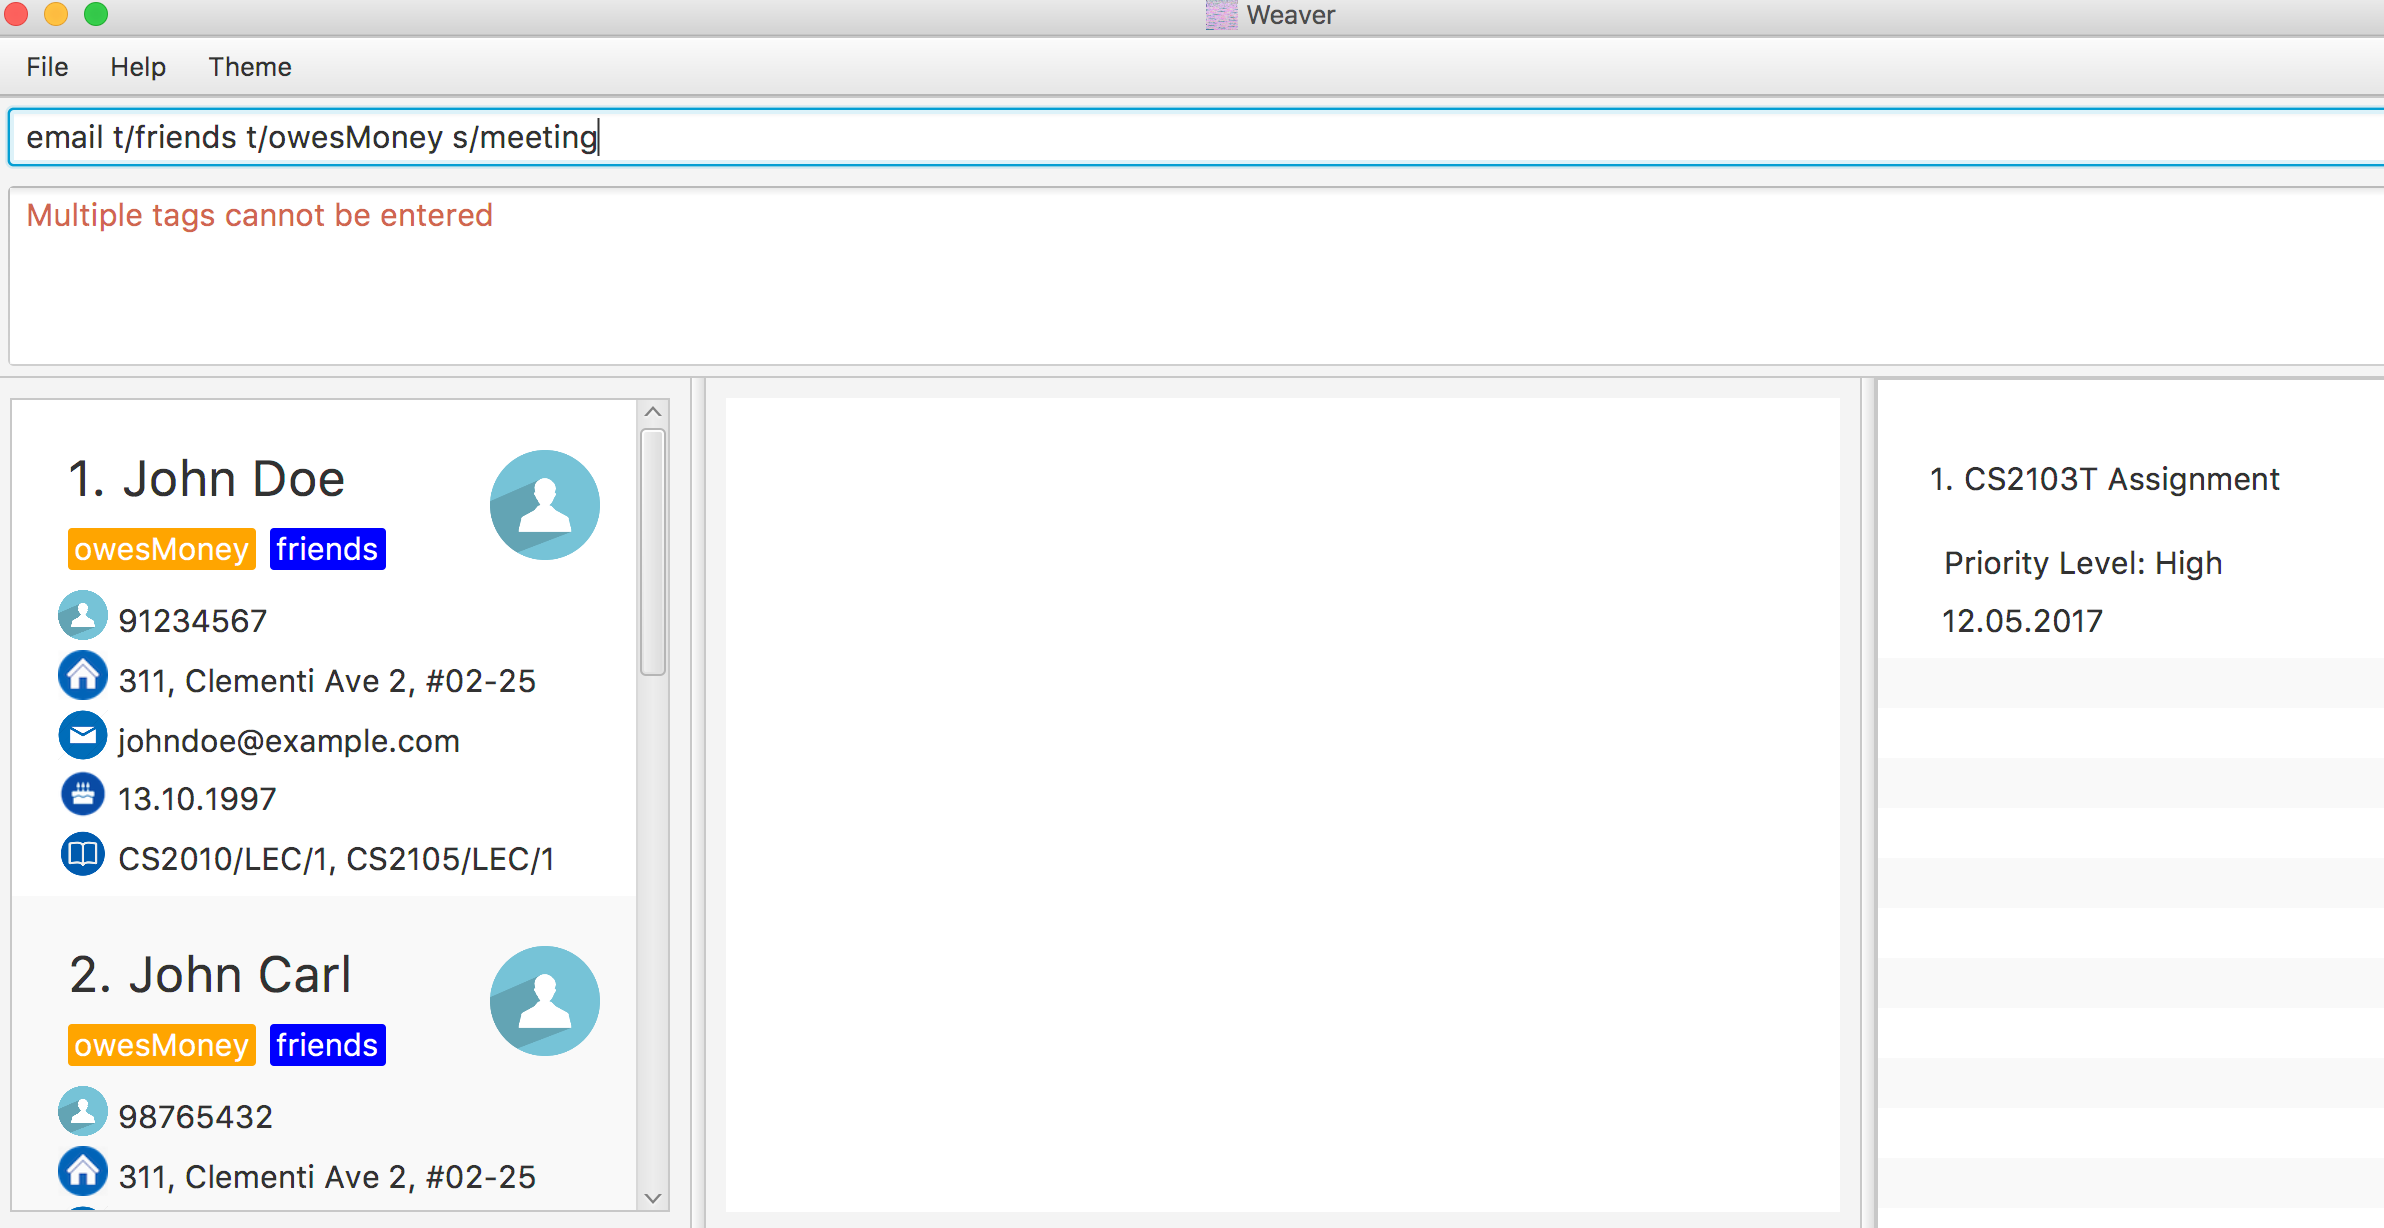 Weaver
File Help Theme
email t/friends t/owesMoney s/meeting
Multiple tags cannot be entered
1. John Doe
owesMoney friends
91234567
311, Clementi Ave 2, #02-25
johndoe@example.com
13.10.1997
CS2010/LEC/1, CS2105/LEC/1
2. John Carl
owesMoney friends
98765432
311, Clementi Ave 2, #02-25
1. CS2103T Assignment
Priority Level: High
12.05.2017